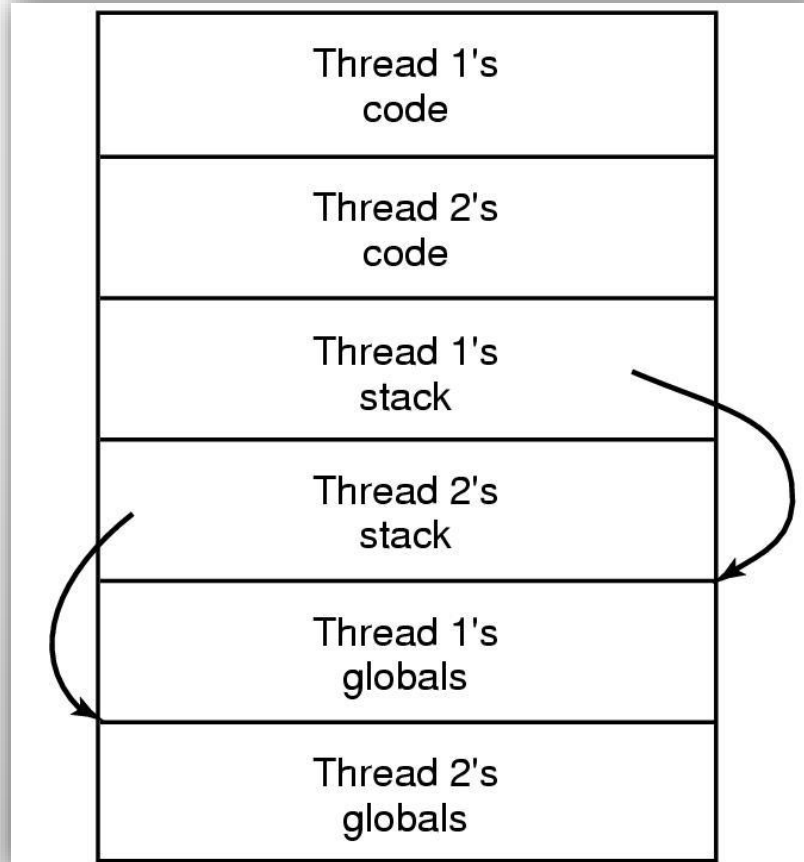 Thread 1's
code
Thread 2's
code
Thread 1's
stack
Thread 2's
stack
Thread 1's
globals
Thread 2's
globals